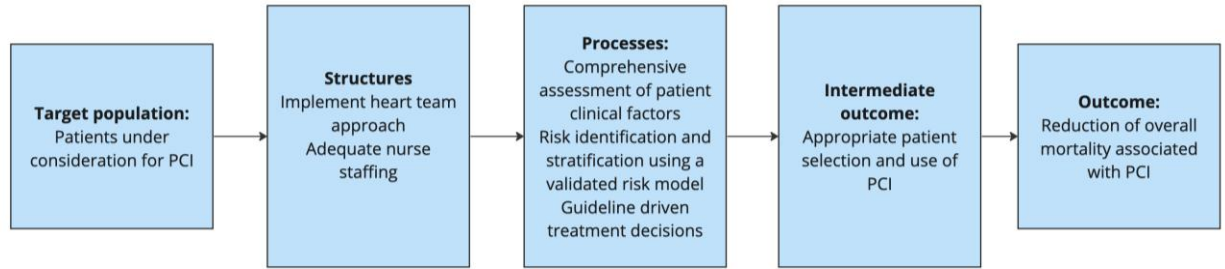 Target population:
Patients under
consideration for PCI
Structures
Implement heart team
approach
Adequate nurse
staffing
Processes:
Comprehensive
assessment of patient
clinical factors
Risk identification and
stratification using a
validated risk model
Guideline driven
treatment decisions
Intermediate
outcome:
Appropriate patient
selection and use of
PCI
Outcome:
Reduction of overall
mortality associated
with PCI